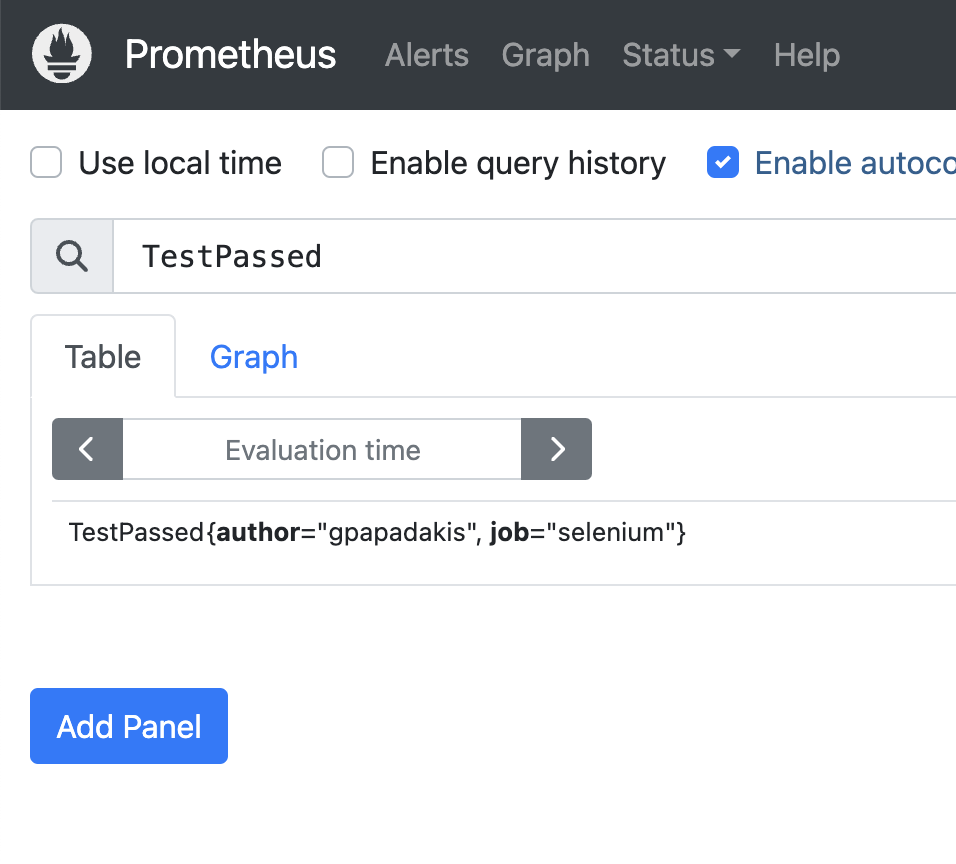 Prometheus Alerts Graph Status Help
Use local time Enable query history Enable autoco
TestPassed
Table Graph
Evaluation time
TestPassed{author="gpapadakis", job="selenium"}
Add Panel